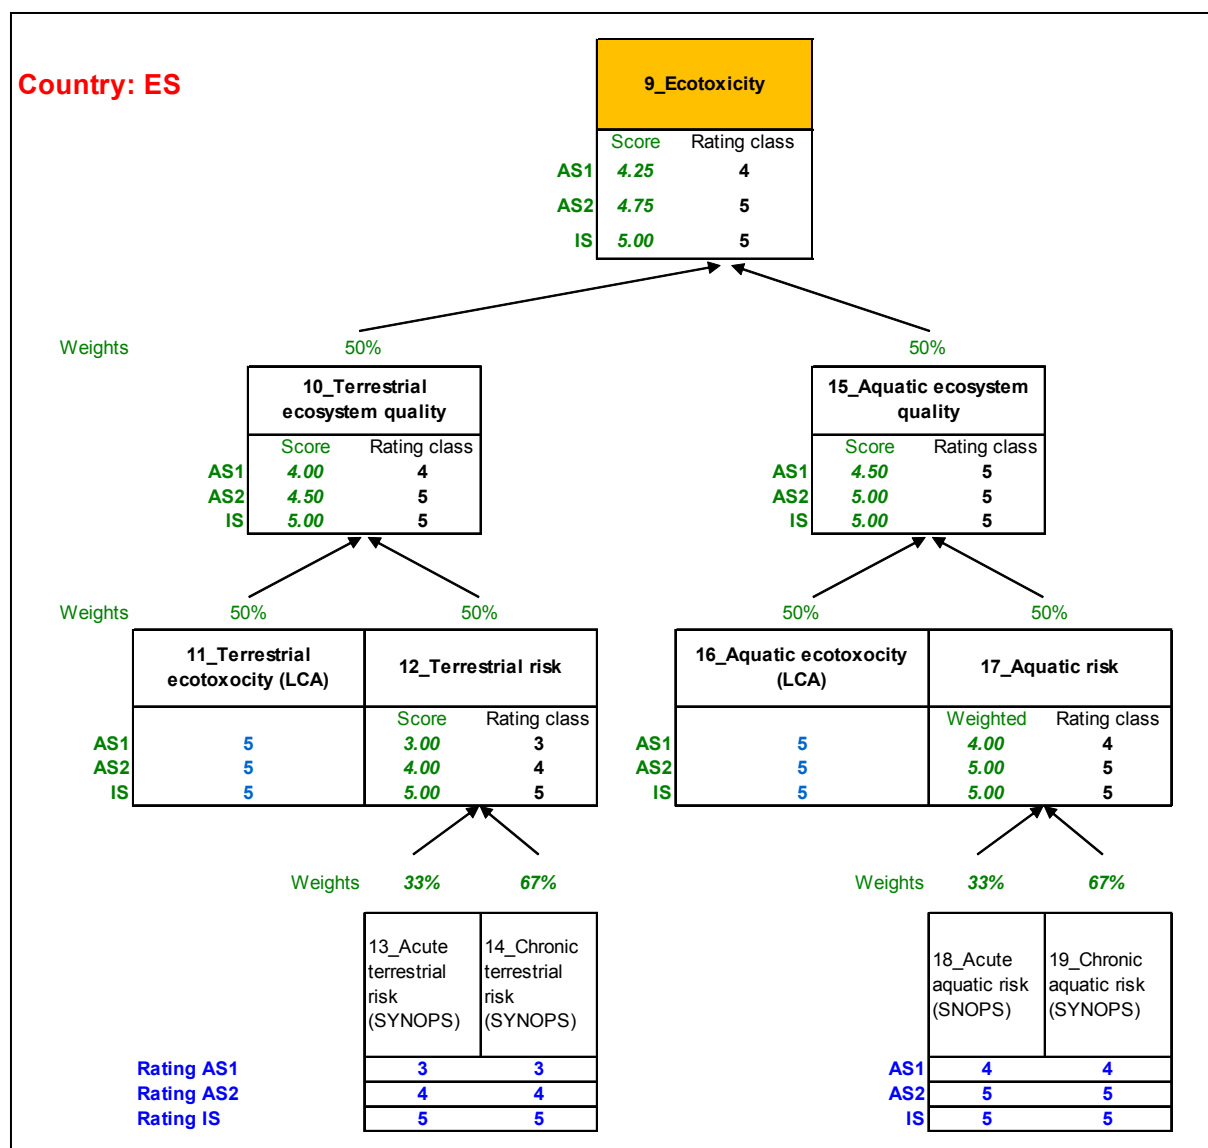 9_Ecotoxicity
Country: ES
Score Rating class
AS1 4.25 4
AS2 4.75 5
IS 5.00 5
Weights 50% 50%
10_Terrestrial
ecosystem quality
Score Rating class
AS1 4.00 4
AS2 4.50 5
IS 5.00 5
15_Aquatic ecosystem
quality
Score Rating class
AS1 4.50 5
AS2 5.00 5
IS 5.00 5
Weights 50% 50% 50% 50%
11_Terrestrial
ecotoxocity (LCA)
12_Terrestrial risk
Score Rating class
AS1 5 3.00 3
AS2 5 4.00 4
IS 5 5.00 5
16_Aquatic ecotoxocity
(LCA)
17_Aquatic risk
Weighted Rating class
AS1 5 4.00 4
AS2 5 5.00 5
IS 5 5.00 5
Weights 33% 67%
Weights 33% 67%
13_Acute
terrestrial
risk
(SYNOPS)
14_Chronic
terrestrial
risk
(SYNOPS)
18_Acute
aquatic risk
(SNOPS)
19_Chronic
aquatic risk
(SYNOPS)
Rating AS1 3 3
Rating AS2 4 4
Rating IS 5 5
AS1 4 4
AS2 5 5
IS 5 5